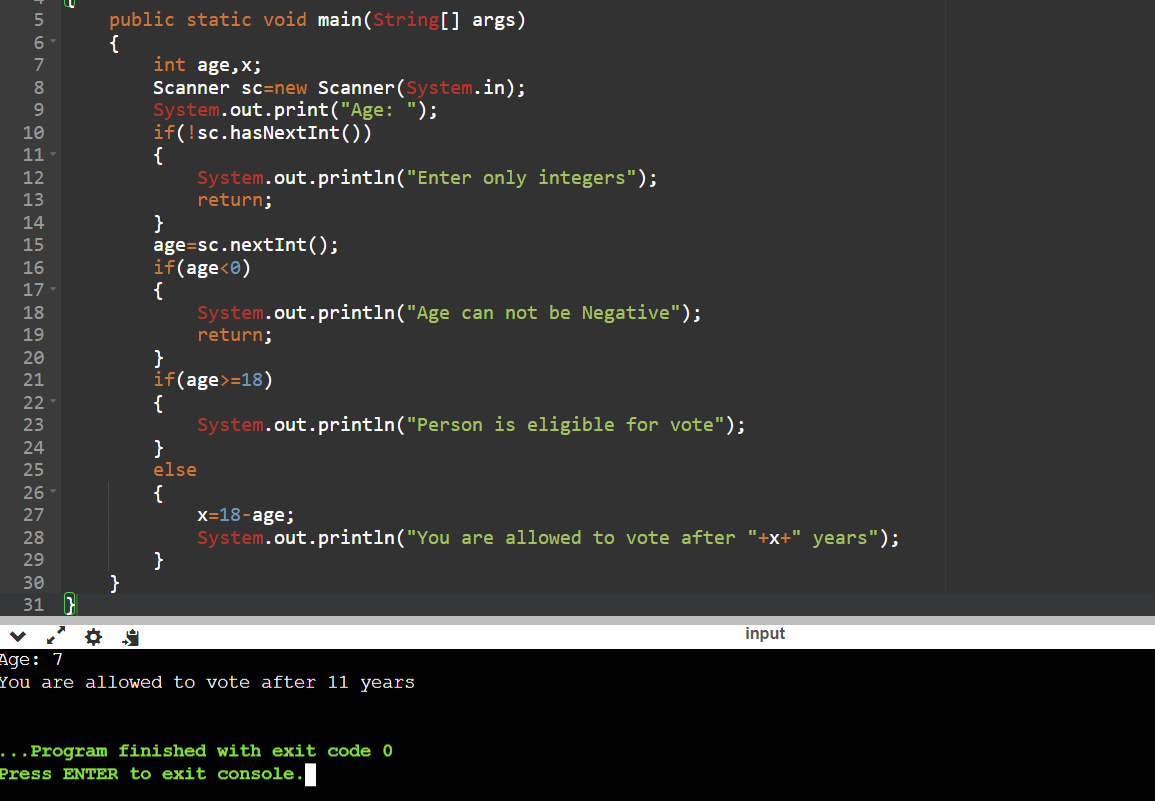 4 {
5 public static void main(String[] args)
6 {
7 int age,x;
8 Scanner sc=new Scanner(System.in);
9 System.out.print("Age: ");
10 if(!sc.hasNextInt())
11 {
12 System.out.println("Enter only integers");
13 return;
14 }
15 age=sc.nextInt();
16 if(age<0)
17 {
18 System.out.println("Age can not be Negative");
19 return;
20 }
21 if(age>=18)
22 {
23 System.out.println("Person is eligible for vote");
24 }
25 else
26 {
27 x=18-age;
28 System.out.println("You are allowed to vote after "+x+" years");
29 }
30 }
31 }
input
Age: 7
You are allowed to vote after 11 years
...Program finished with exit code 0
Press ENTER to exit console.